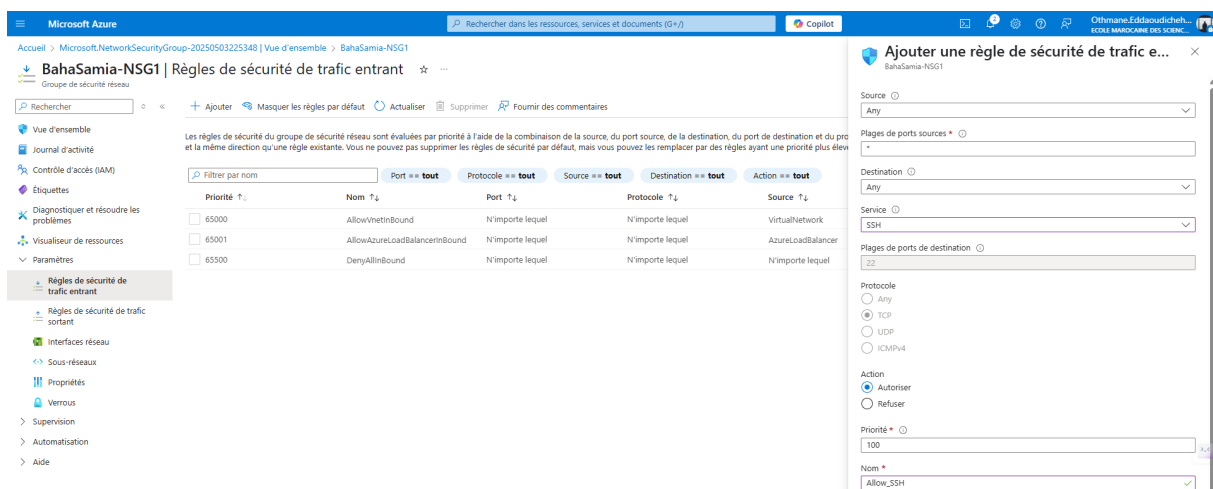 Microsoft Azure
Rechercher dans les ressources, services et documents (G+/)
Copilot
Othmane.Eddaoudicheh...
ECOLE MAROCAINE DES SCIENC...
Accueil > Microsoft.NetworkSecurityGroup-20250503225348 | Vue d'ensemble > BahaSamia-NSG1
BahaSamia-NSG1 | Règles de sécurité de trafic entrant
Groupe de sécurité réseau
Rechercher
Vue d'ensemble
Journal d'activité
Contrôle d'accès (IAM)
Étiquettes
Diagnostiquer et résoudre les
problèmes
Visualiseur de ressources
Paramètres
Règles de sécurité de
trafic entrant
Règles de sécurité de trafic
sortant
Interfaces réseau
Sous-réseaux
Propriétés
Verrous
Supervision
Automatisation
Aide
Ajouter Masquer les règles par défaut Actualiser Supprimer Fournir des commentaires
Les règles de sécurité du groupe de sécurité réseau sont évaluées par priorité à l'aide de la combinaison de la source, du port source, de la destination, du port de destination et du pro
et la même direction qu'une règle existante. Vous ne pouvez pas supprimer les règles de sécurité par défaut, mais vous pouvez les remplacer par des règles ayant une priorité plus élev
Filtrer par nom Port == tout Protocole == tout Source == tout Destination == tout Action == tout
Priorité ↑↓ Nom ↑↓ Port ↑↓ Protocole ↑↓ Source ↑↓
65000 AllowVnetInBound N'importe lequel N'importe lequel VirtualNetwork
65001 AllowAzureLoadBalancerInBound N'importe lequel N'importe lequel AzureLoadBalancer
65500 DenyAllInBound N'importe lequel N'importe lequel N'importe lequel
Ajouter une règle de sécurité de trafic e...
BahaSamia-NSG1
Source
Any
Plages de ports sources *
*
Destination
Any
Service
SSH
Plages de ports de destination
22
Protocole
Any
TCP
UDP
ICMPv4
Action
Autoriser
Refuser
Priorité *
100
Nom *
Allow_SSH